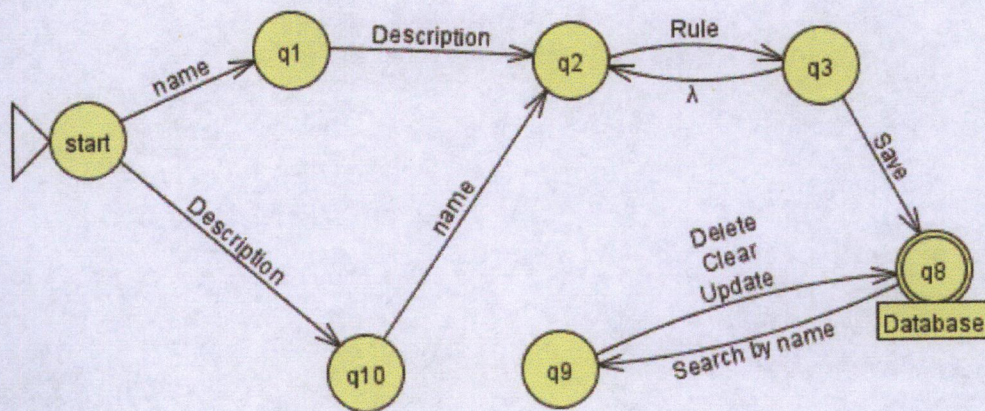 name
q1
Description
q2
Rule
λ
q3
start
Description
name
Save
Delete
Clear
Update
q8
Database
Search by name
q9
q10